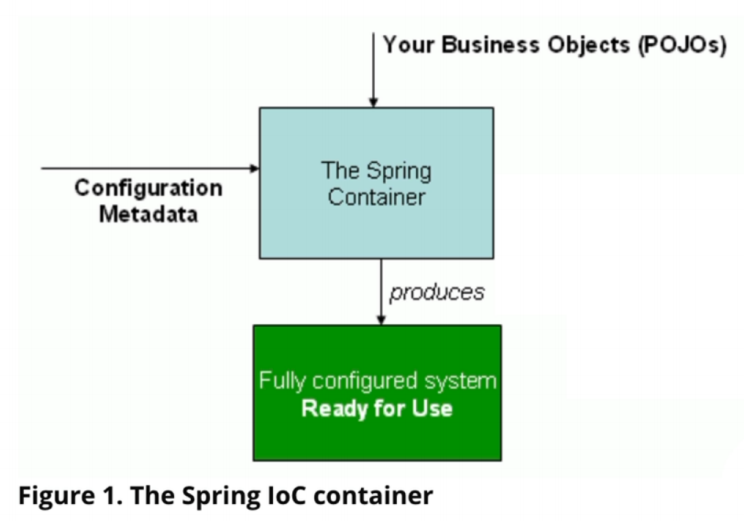 Your Business Objects (POJOs)
The Spring
Container
Configuration
Metadata
produces
Fully configured system
Ready for Use
Figure 1. The Spring IoC container